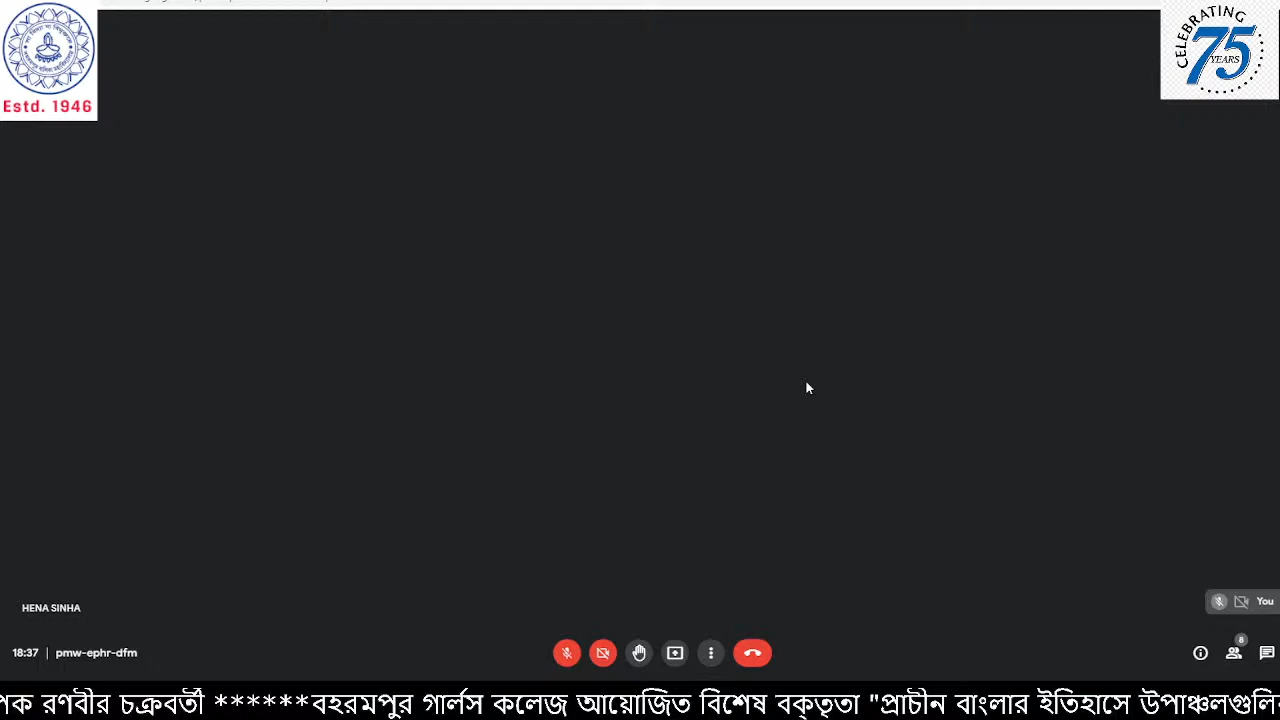 Estd. 1946
CELEBRATING
75
YEARS
HENA SINHA
You
18:37 | pmw-ephr-dfm
8
পক রণবীর চক্রবর্তী ******বহরমপুর গার্লস কলেজ আয়োজিত বিশেষ বক্তৃতা "প্রাচীন বাংলার ইতিহাসে উপাঞ্চলগুলি